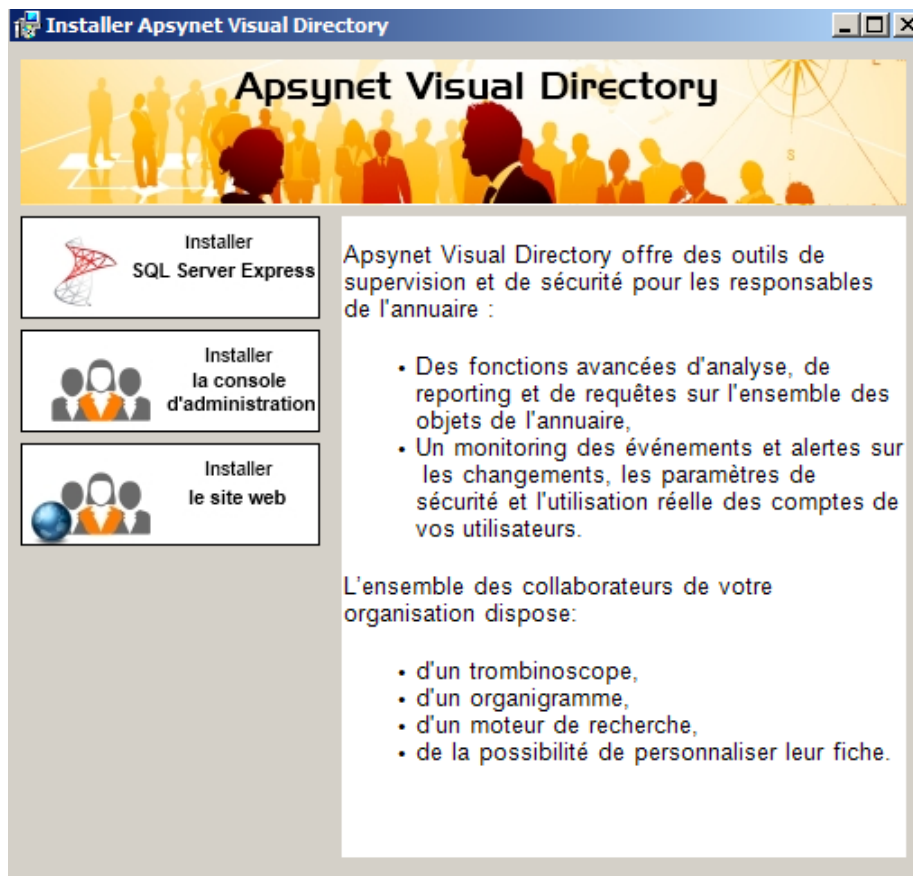 Installer Apsynet Visual Directory
Apsynet Visual Directory
S
Installer
SQL Server Express
Installer
la console
d'administration
Installer
le site web
Apsynet Visual Directory offre des outils de
supervision et de sécurité pour les responsables
de l'annuaire :
• Des fonctions avancées d'analyse, de
reporting et de requêtes sur l'ensemble des
objets de l'annuaire,
• Un monitoring des événements et alertes sur
les changements, les paramètres de
sécurité et l'utilisation réelle des comptes de
vos utilisateurs.
L'ensemble des collaborateurs de votre
organisation dispose:
• d'un trombinoscope,
• d'un organigramme,
• d'un moteur de recherche,
• de la possibilité de personnaliser leur fiche.